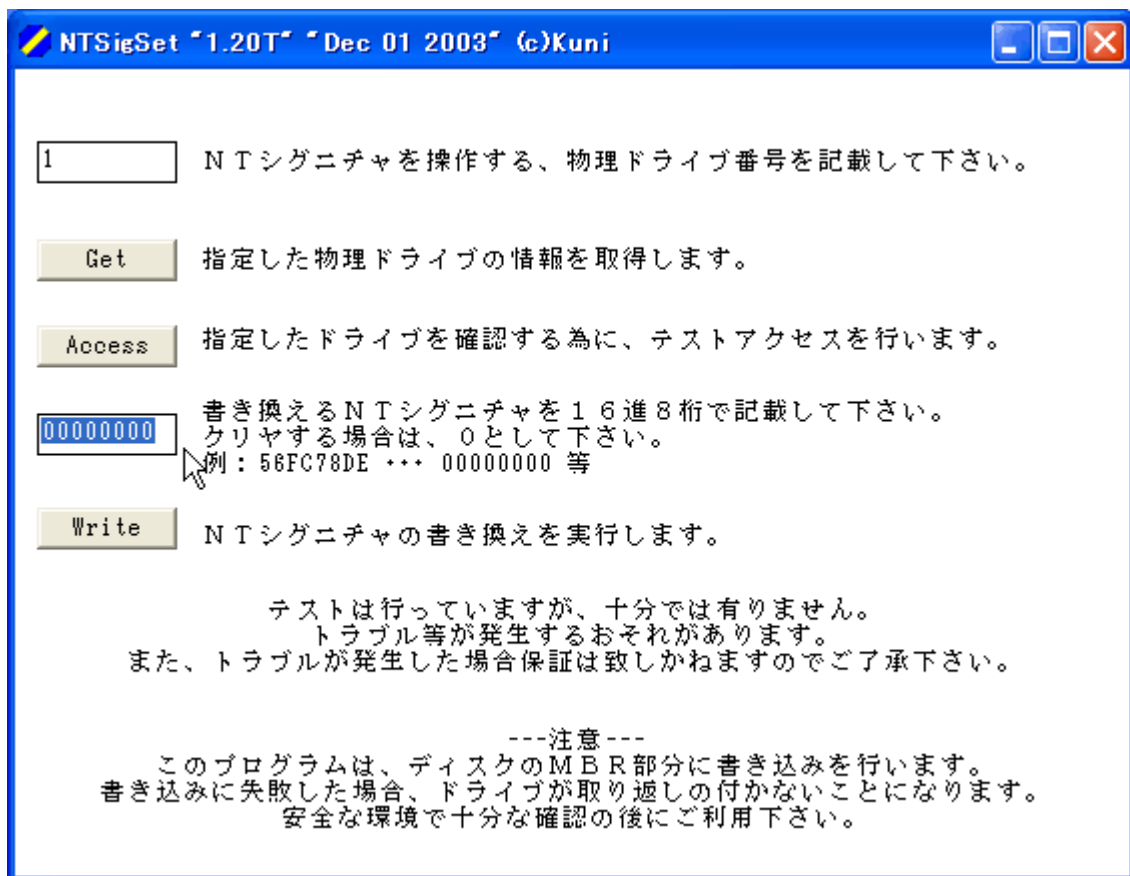 NTSigSet "1.20T" "Dec 01 2003" (c)Kuni
1
ＮＴシグニチャを操作する、物理ドライブ番号を記載して下さい。
Get
指定した物理ドライブの情報を取得します。
Access
指定したドライブを確認する為に、テストアクセスを行います。
00000000
書き換えるＮＴシグニチャを１６進８桁で記載して下さい。
クリヤする場合は、０として下さい。
例：56FC78DE ･･･ 00000000 等
Write
ＮＴシグニチャの書き換えを実行します。
テストは行っていますが、十分では有りません。
トラブル等が発生するおそれがあります。
また、トラブルが発生した場合保証は致しかねますのでご了承下さい。
---注意---
このプログラムは、ディスクのＭＢＲ部分に書き込みを行います。
書き込みに失敗した場合、ドライブが取り返しの付かないことになります。
安全な環境で十分な確認の後にご利用下さい。